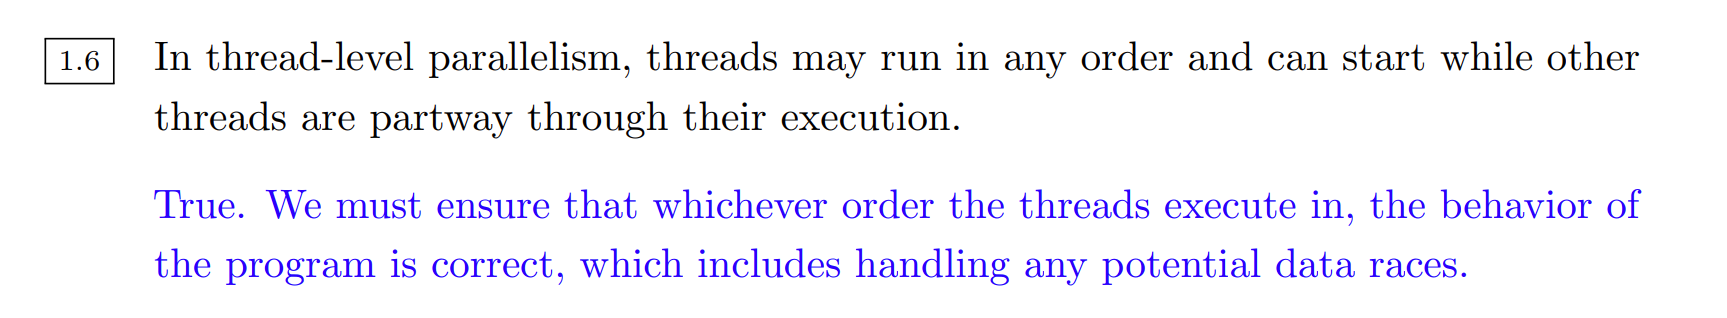 1.6 In thread-level parallelism, threads may run in any order and can start while other
threads are partway through their execution.
True. We must ensure that whichever order the threads execute in, the behavior of
the program is correct, which includes handling any potential data races.